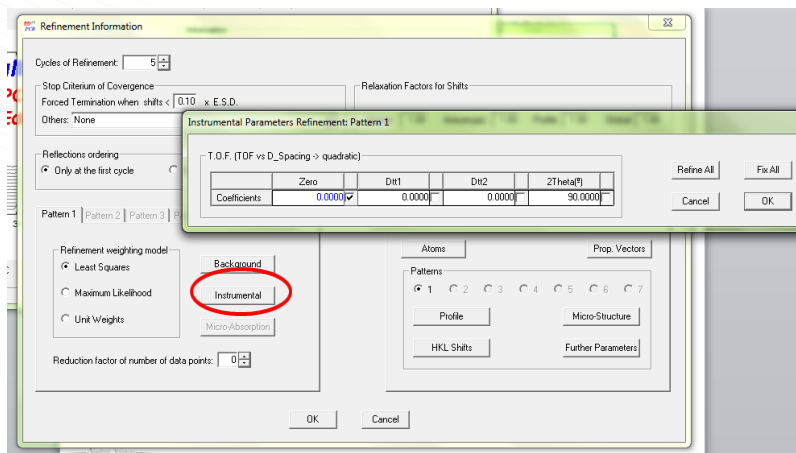 Refinement Information
Cycles of Refinement: 5
Stop Criterium of Covergence
Forced Termination when shifts < 0.10 x E.S.D.
Others: None
Relaxation Factors for Shifts
Instrumental Parameters Refinement: Pattern 1
T.O.F. (TOF vs D_Spacing -> quadratic)
Zero Dtt1 Dtt2 2Theta(º)
Coefficients 0.0000 0.0000 0.0000 90.0000
Refine All Fix All
Cancel OK
Reflections ordering
Only at the first cycle
Pattern 1 Pattern 2 Pattern 3
Refinement weighting model
Least Squares
Maximum Likelihood
Unit Weights
Background
Instrumental
Micro-Absorption
Reduction factor of number of data points: 0
Atoms Prop. Vectors
Patterns
1 2 3 4 5 6 7
Profile Micro-Structure
HKL Shifts Further Parameters
OK Cancel